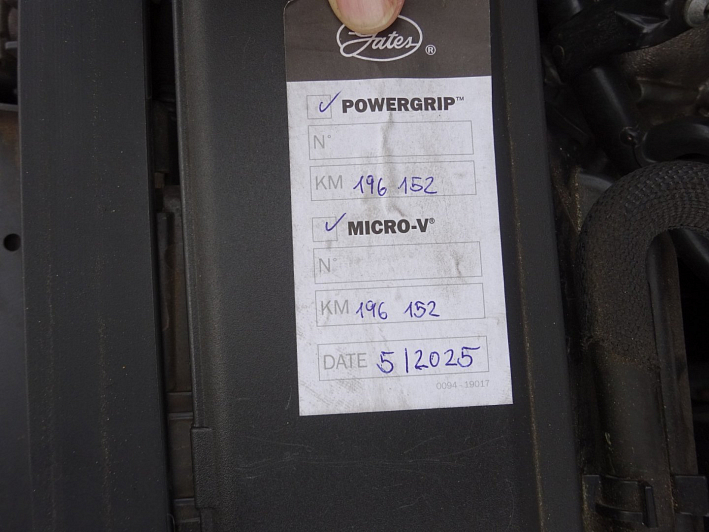 Gates®
✓ POWERGRIP™
N°
KM 196 152
✓ MICRO-V®
N°
KM 196 152
DATE 5/2025
0094 - 19017